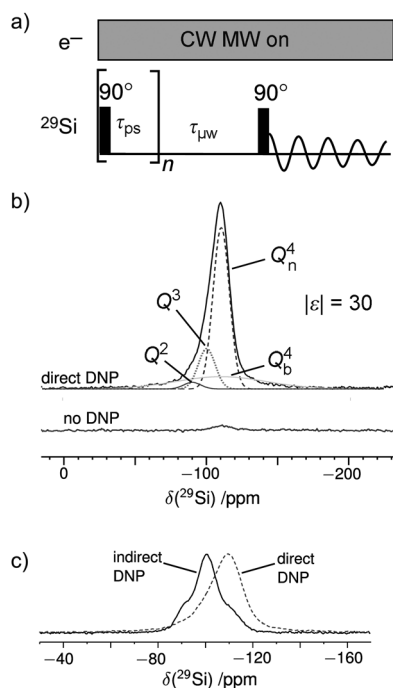 a)
e– CW MW on
90° 90°
²⁹Si τps τμw
n
b)
Q⁴n
Q³
|ε| = 30
Q²
Q⁴b
direct DNP
no DNP
0 −100 −200
δ(²⁹Si) /ppm
c)
indirect DNP direct DNP
−40 −80 −120 −160
δ(²⁹Si) /ppm